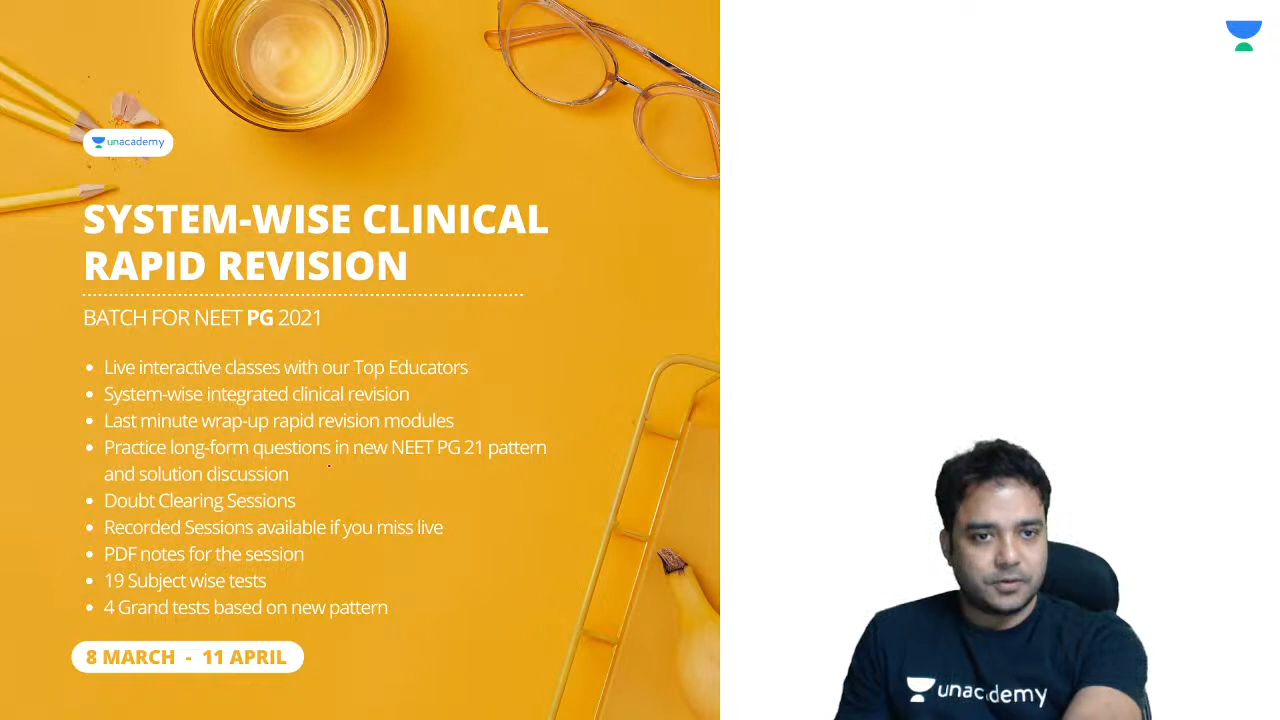 unacademy
SYSTEM-WISE CLINICAL
RAPID REVISION
BATCH FOR NEET PG 2021
• Live interactive classes with our Top Educators
• System-wise integrated clinical revision
• Last minute wrap-up rapid revision modules
• Practice long-form questions in new NEET PG 21 pattern
and solution discussion
• Doubt Clearing Sessions
• Recorded Sessions available if you miss live
• PDF notes for the session
• 19 Subject wise tests
• 4 Grand tests based on new pattern
8 MARCH - 11 APRIL
unacademy